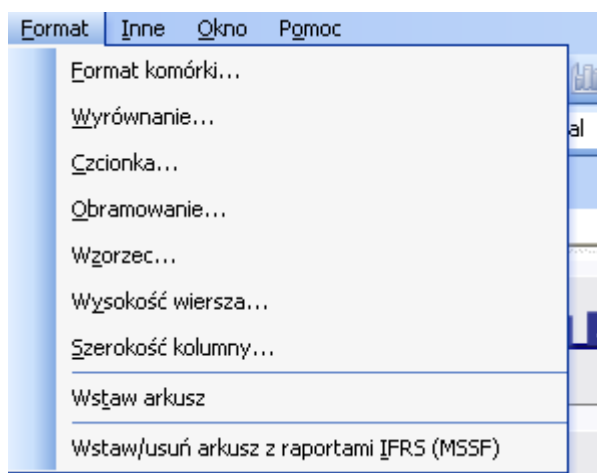 Format Inne Okno Pomoc
Format komórki...
Wyrównanie...
al
Czcionka...
Obramowanie...
Wzorzec...
Wysokość wiersza...
Szerokość kolumny...
Wstaw arkusz
Wstaw/usuń arkusz z raportami IFRS (MSSF)